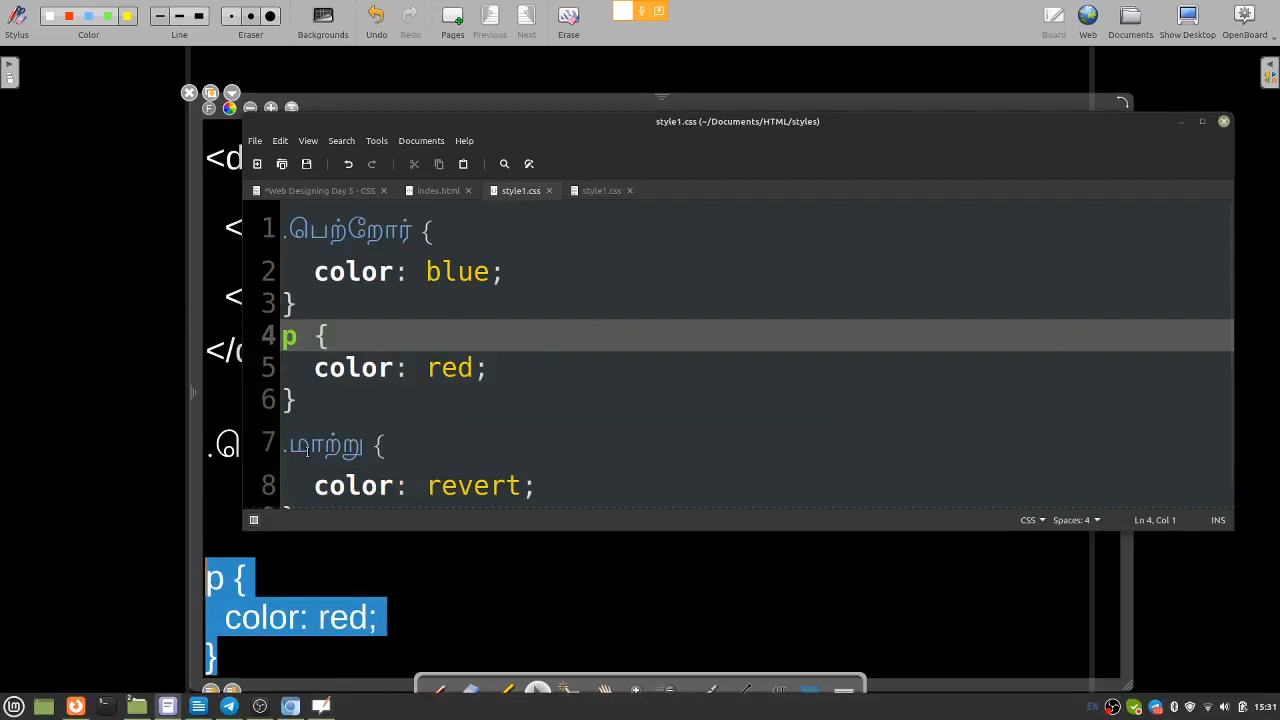 Stylus
Color
Line
Eraser
Backgrounds
Undo
Redo
Pages
Previous
Next
Erase
Board
Web
Documents
Show Desktop
OpenBoard
F
style1.css (~/Documents/HTML/styles)
File Edit View Search Tools Documents Help
*Web Designing Day 5 - CSS
index.html
style1.css
style1.css
1 .பெற்றோர் {
2 color: blue;
3 }
4 p {
5 color: red;
6 }
7 .மாற்று {
8 color: revert;
CSS
Spaces: 4
Ln 4, Col 1
INS
<d
<
<
</d
.பெ
p {
color: red;
}
EN
15:31